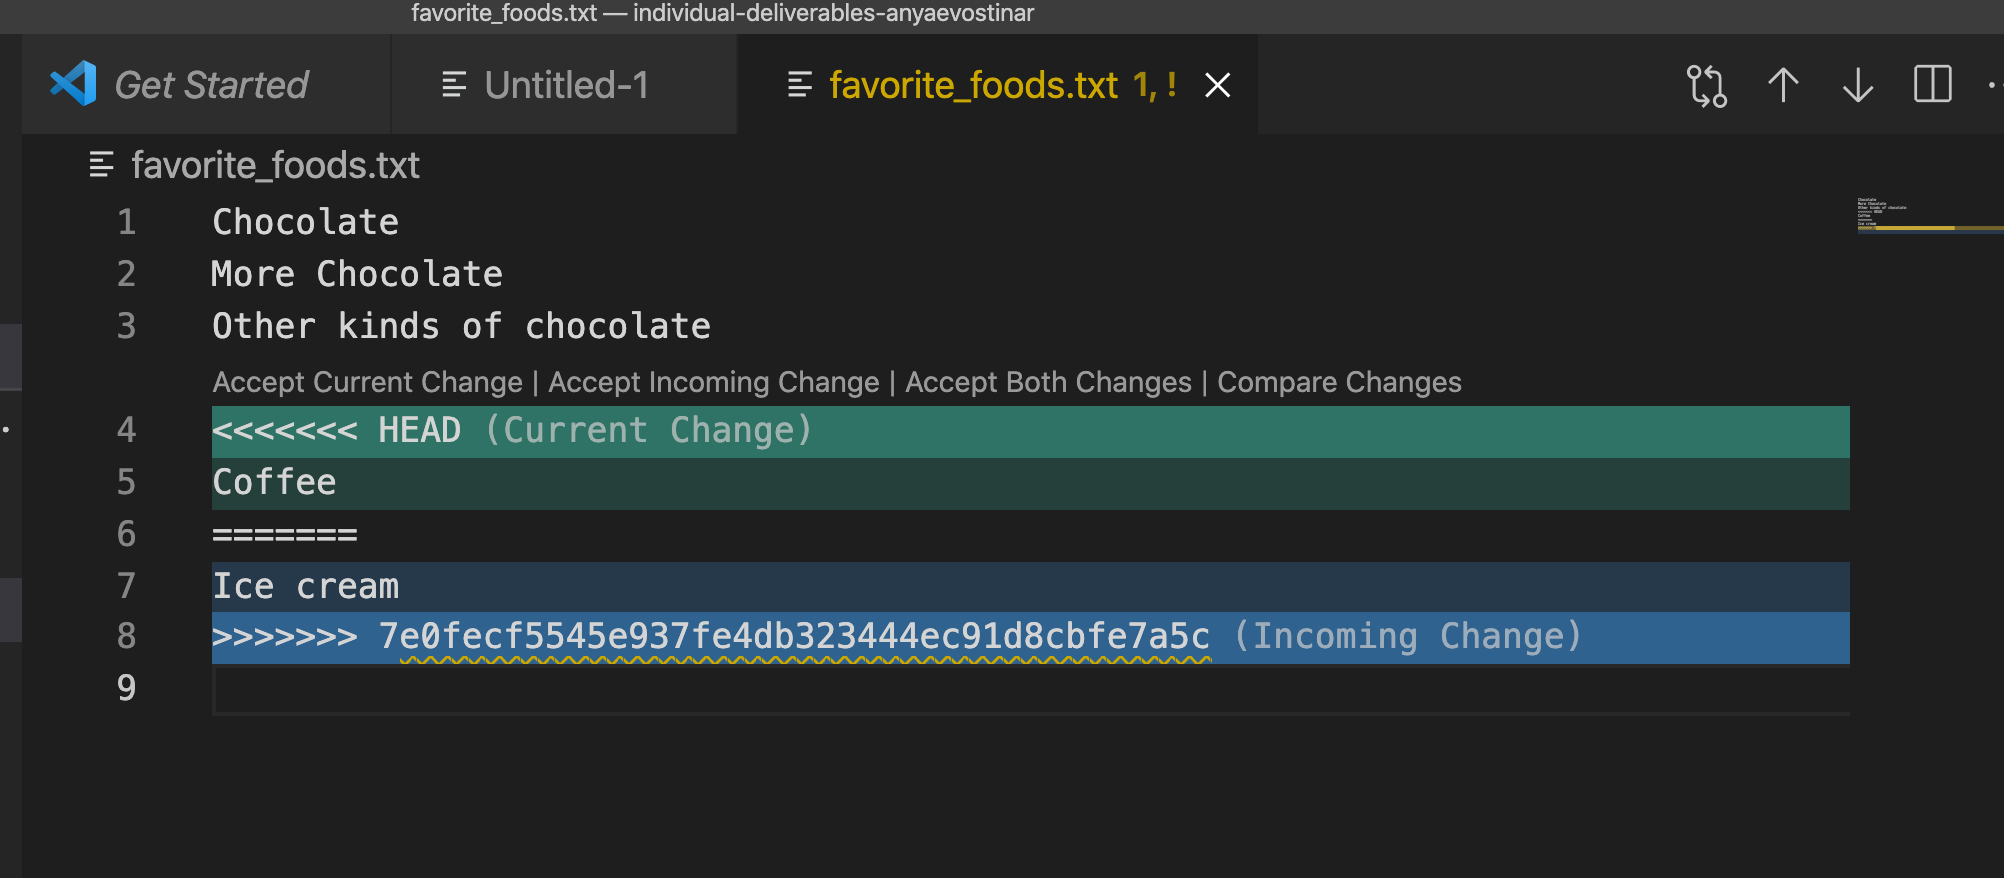 favorite_foods.txt — individual-deliverables-anyaevostinar
Get Started
Untitled-1
favorite_foods.txt 1, !
favorite_foods.txt
1 Chocolate
2 More Chocolate
3 Other kinds of chocolate
Accept Current Change | Accept Incoming Change | Accept Both Changes | Compare Changes
4 <<<<<<< HEAD (Current Change)
5 Coffee
6 =======
7 Ice cream
8 >>>>>>> 7e0fecf5545e937fe4db323444ec91d8cbfe7a5c (Incoming Change)
9